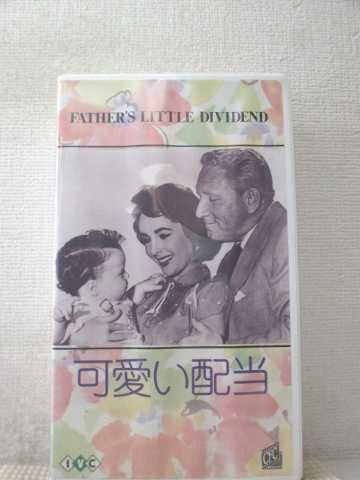 FATHER'S LITTLE DIVIDEND
可愛い配当
IVC